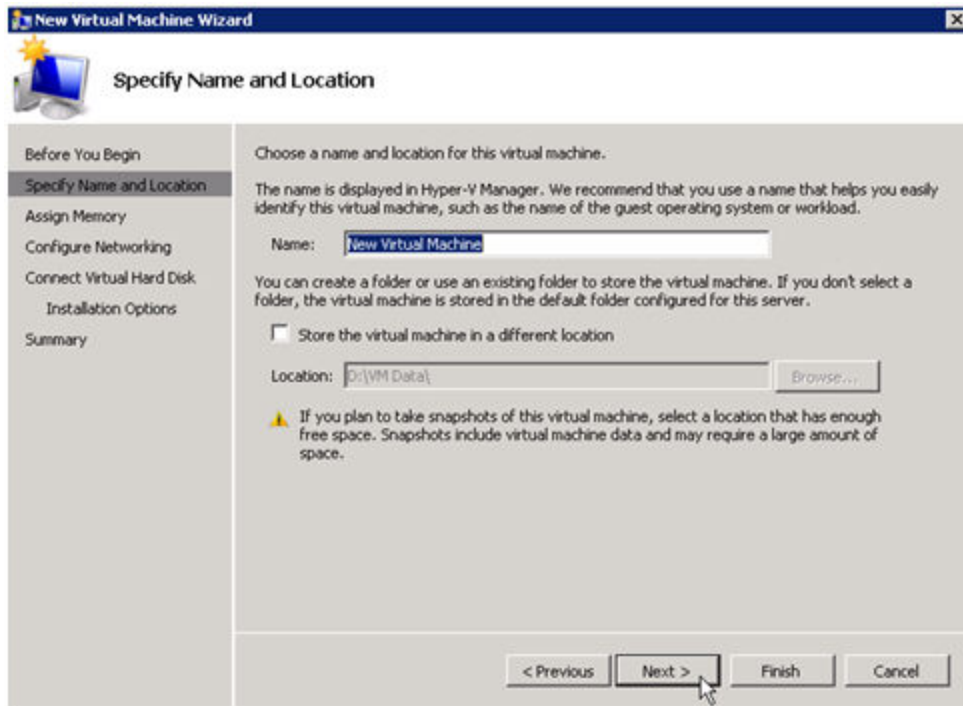 New Virtual Machine Wizard
Specify Name and Location
Before You Begin
Specify Name and Location
Assign Memory
Configure Networking
Connect Virtual Hard Disk
Installation Options
Summary
Choose a name and location for this virtual machine.
The name is displayed in Hyper-V Manager. We recommend that you use a name that helps you easily
identify this virtual machine, such as the name of the guest operating system or workload.
Name: New Virtual Machine
You can create a folder or use an existing folder to store the virtual machine. If you don't select a
folder, the virtual machine is stored in the default folder configured for this server.
Store the virtual machine in a different location
Location: D:\VM Data\ Browse...
If you plan to take snapshots of this virtual machine, select a location that has enough
free space. Snapshots include virtual machine data and may require a large amount of
space.
< Previous Next > Finish Cancel